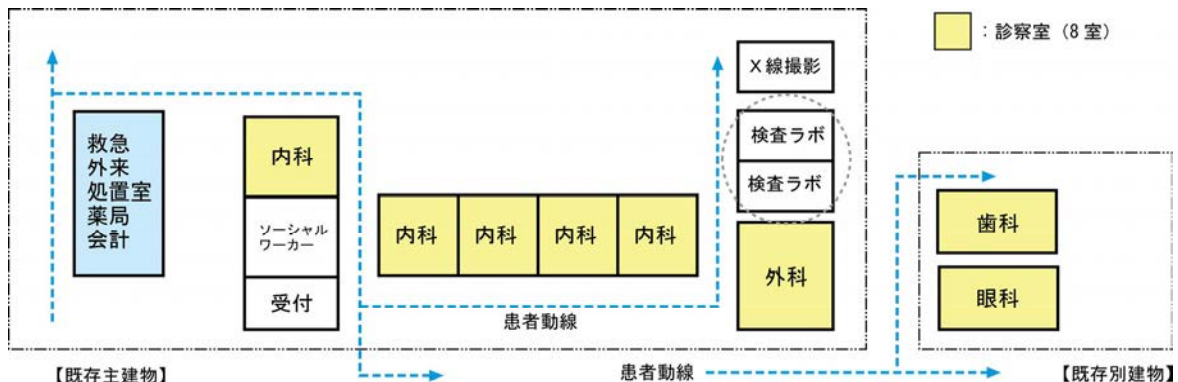 ：診察室（8室）
X線撮影
救急
外来
処置室
薬局
会計
内科
ソーシャル
ワーカー
受付
内科
内科
内科
内科
検査ラボ
検査ラボ
外科
歯科
眼科
患者動線
【既存主建物】
患者動線
【既存別建物】